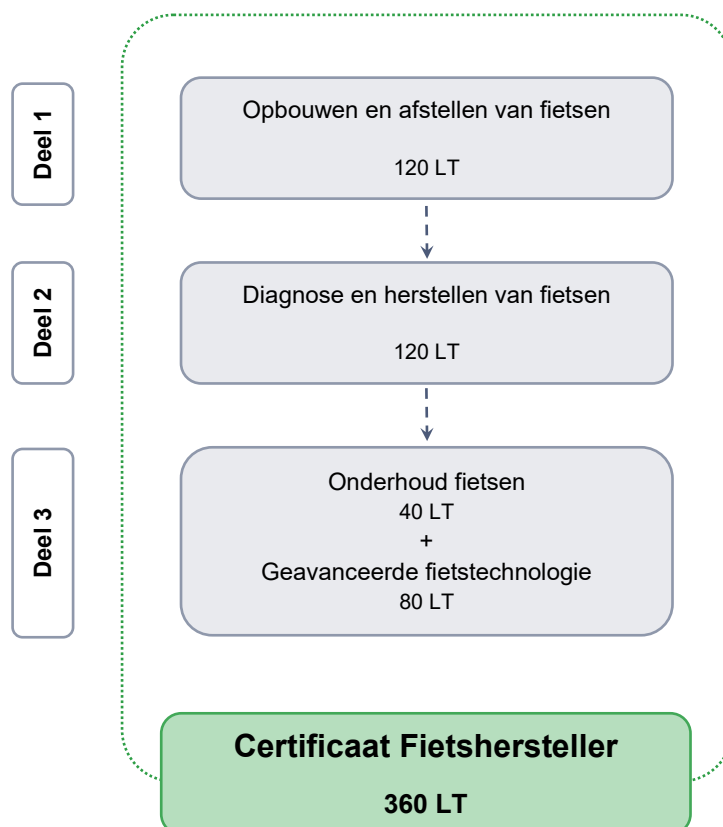 Deel 1
Opbouwen en afstellen van fietsen
120 LT
Deel 2
Diagnose en herstellen van fietsen
120 LT
Deel 3
Onderhoud fietsen
40 LT
+
Geavanceerde fietstechnologie
80 LT
Certificaat Fietshersteller
360 LT